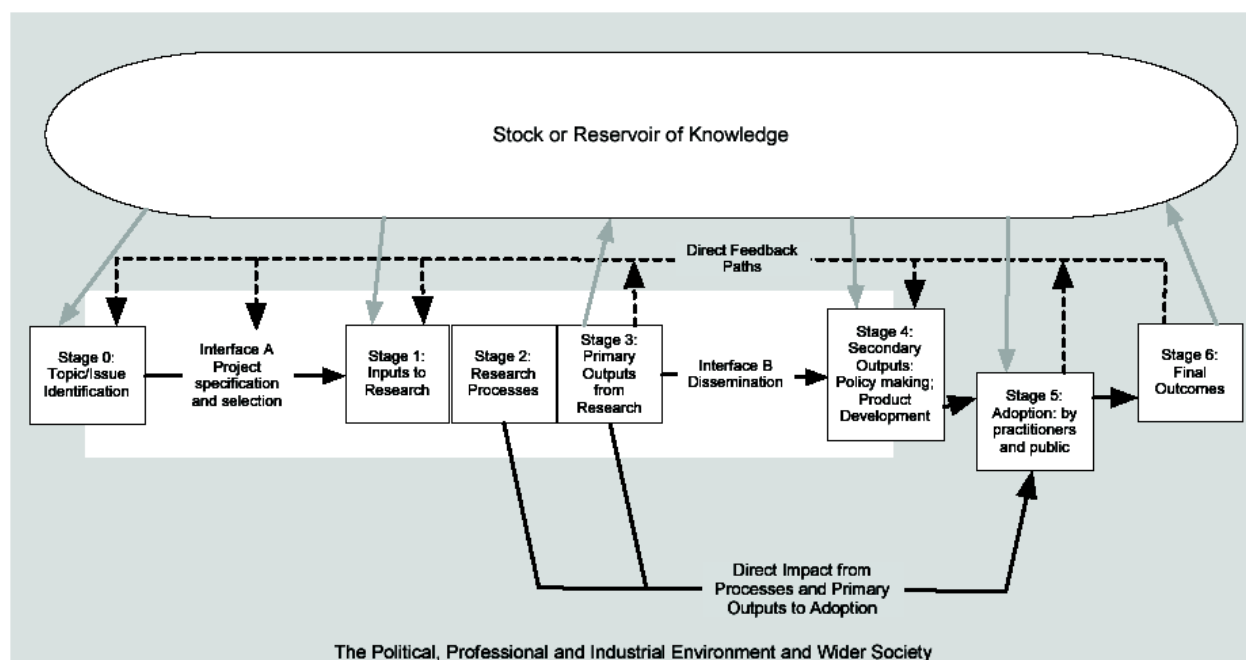 Stock or Reservoir of Knowledge
Direct Feedback
Paths
Stage 0:
Topic/Issue
Identification
Interface A
Project
specification
and selection
Stage 1:
Inputs to
Research
Stage 2:
Research
Processes
Stage 3:
Primary
Outputs
from
Research
Interface B
Dissemination
Stage 4:
Secondary
Outputs:
Policy making;
Product
Development
Stage 5:
Adoption: by
practitioners
and public
Stage 6:
Final
Outcomes
Direct Impact from
Processes and Primary
Outputs to Adoption
The Political, Professional and Industrial Environment and Wider Society